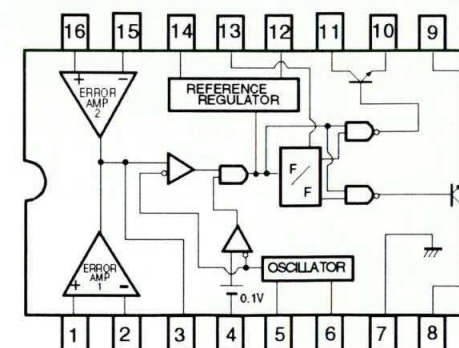 16 15 14 13 12 11 10 9
+ -
ERROR
AMP
2
REFERENCE
REGULATOR
F/F
ERROR
AMP
1
+ -
OSCILLATOR
0.1V
1 2 3 4 5 6 7 8